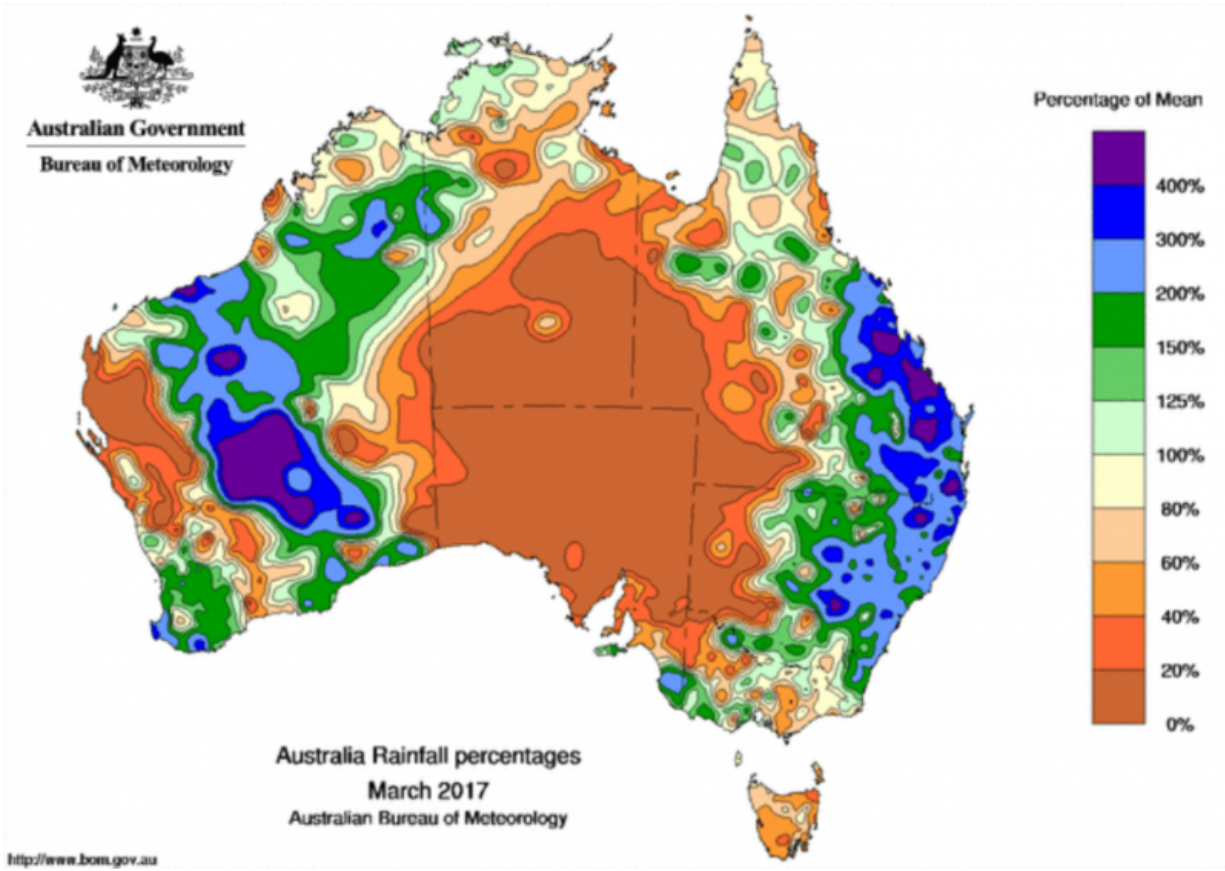 Australian Government
Bureau of Meteorology
Percentage of Mean
400%
300%
200%
150%
125%
100%
80%
60%
40%
20%
0%
Australia Rainfall percentages
March 2017
Australian Bureau of Meteorology
http://www.bom.gov.au